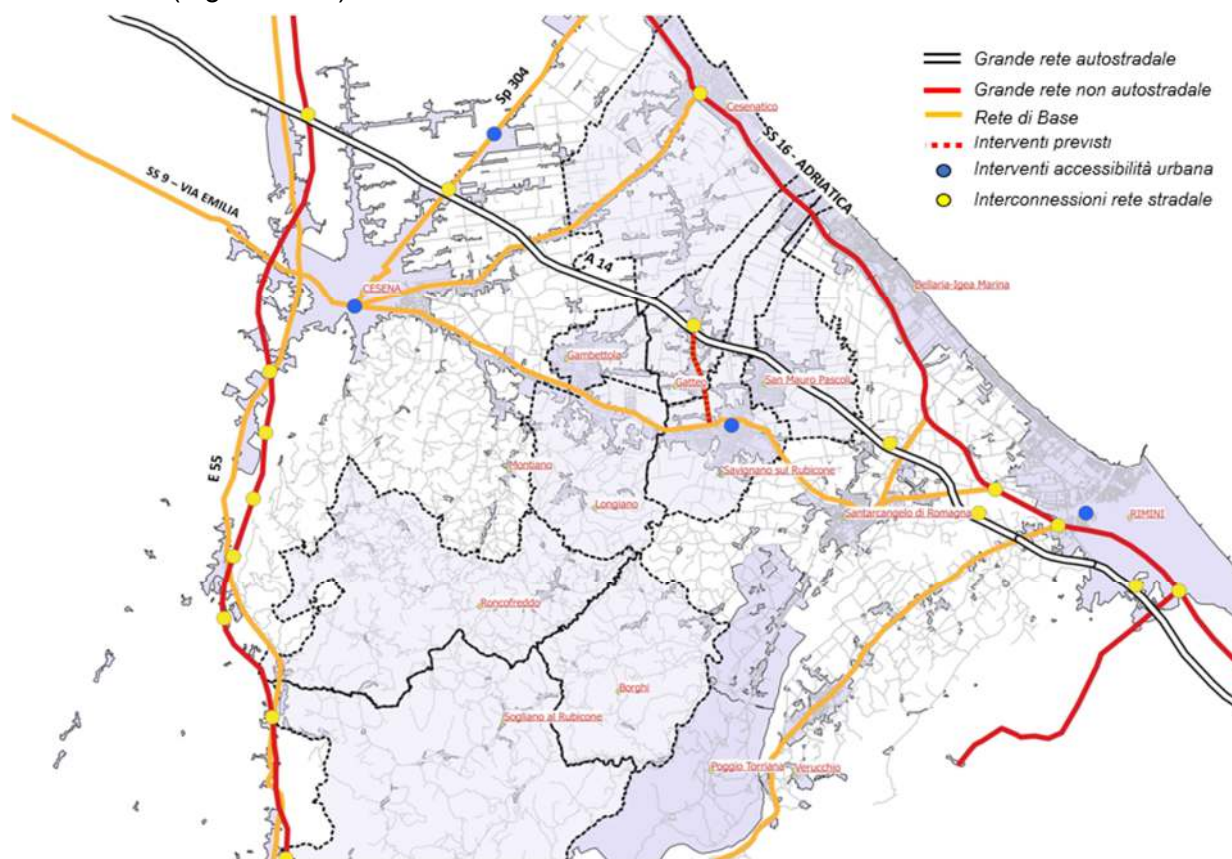 Grande rete autostradale
Grande rete non autostradale
Rete di Base
Interventi previsti
Interventi accessibilità urbana
Interconnessioni rete stradale
Sp 304
Cesenatico
SS 16 - ADRIATICA
SS 9 – VIA EMILIA
A 14
CESENA
Bellaria-Igea Marina
Gambettola
Gatteo
San Mauro Pascoli
E 55
Montiano
Savignano sul Rubicone
Longiano
Santarcangelo di Romagna
RIMINI
Roncofreddo
Borghi
Sogliano al Rubicone
Poggio Torriana
Verucchio